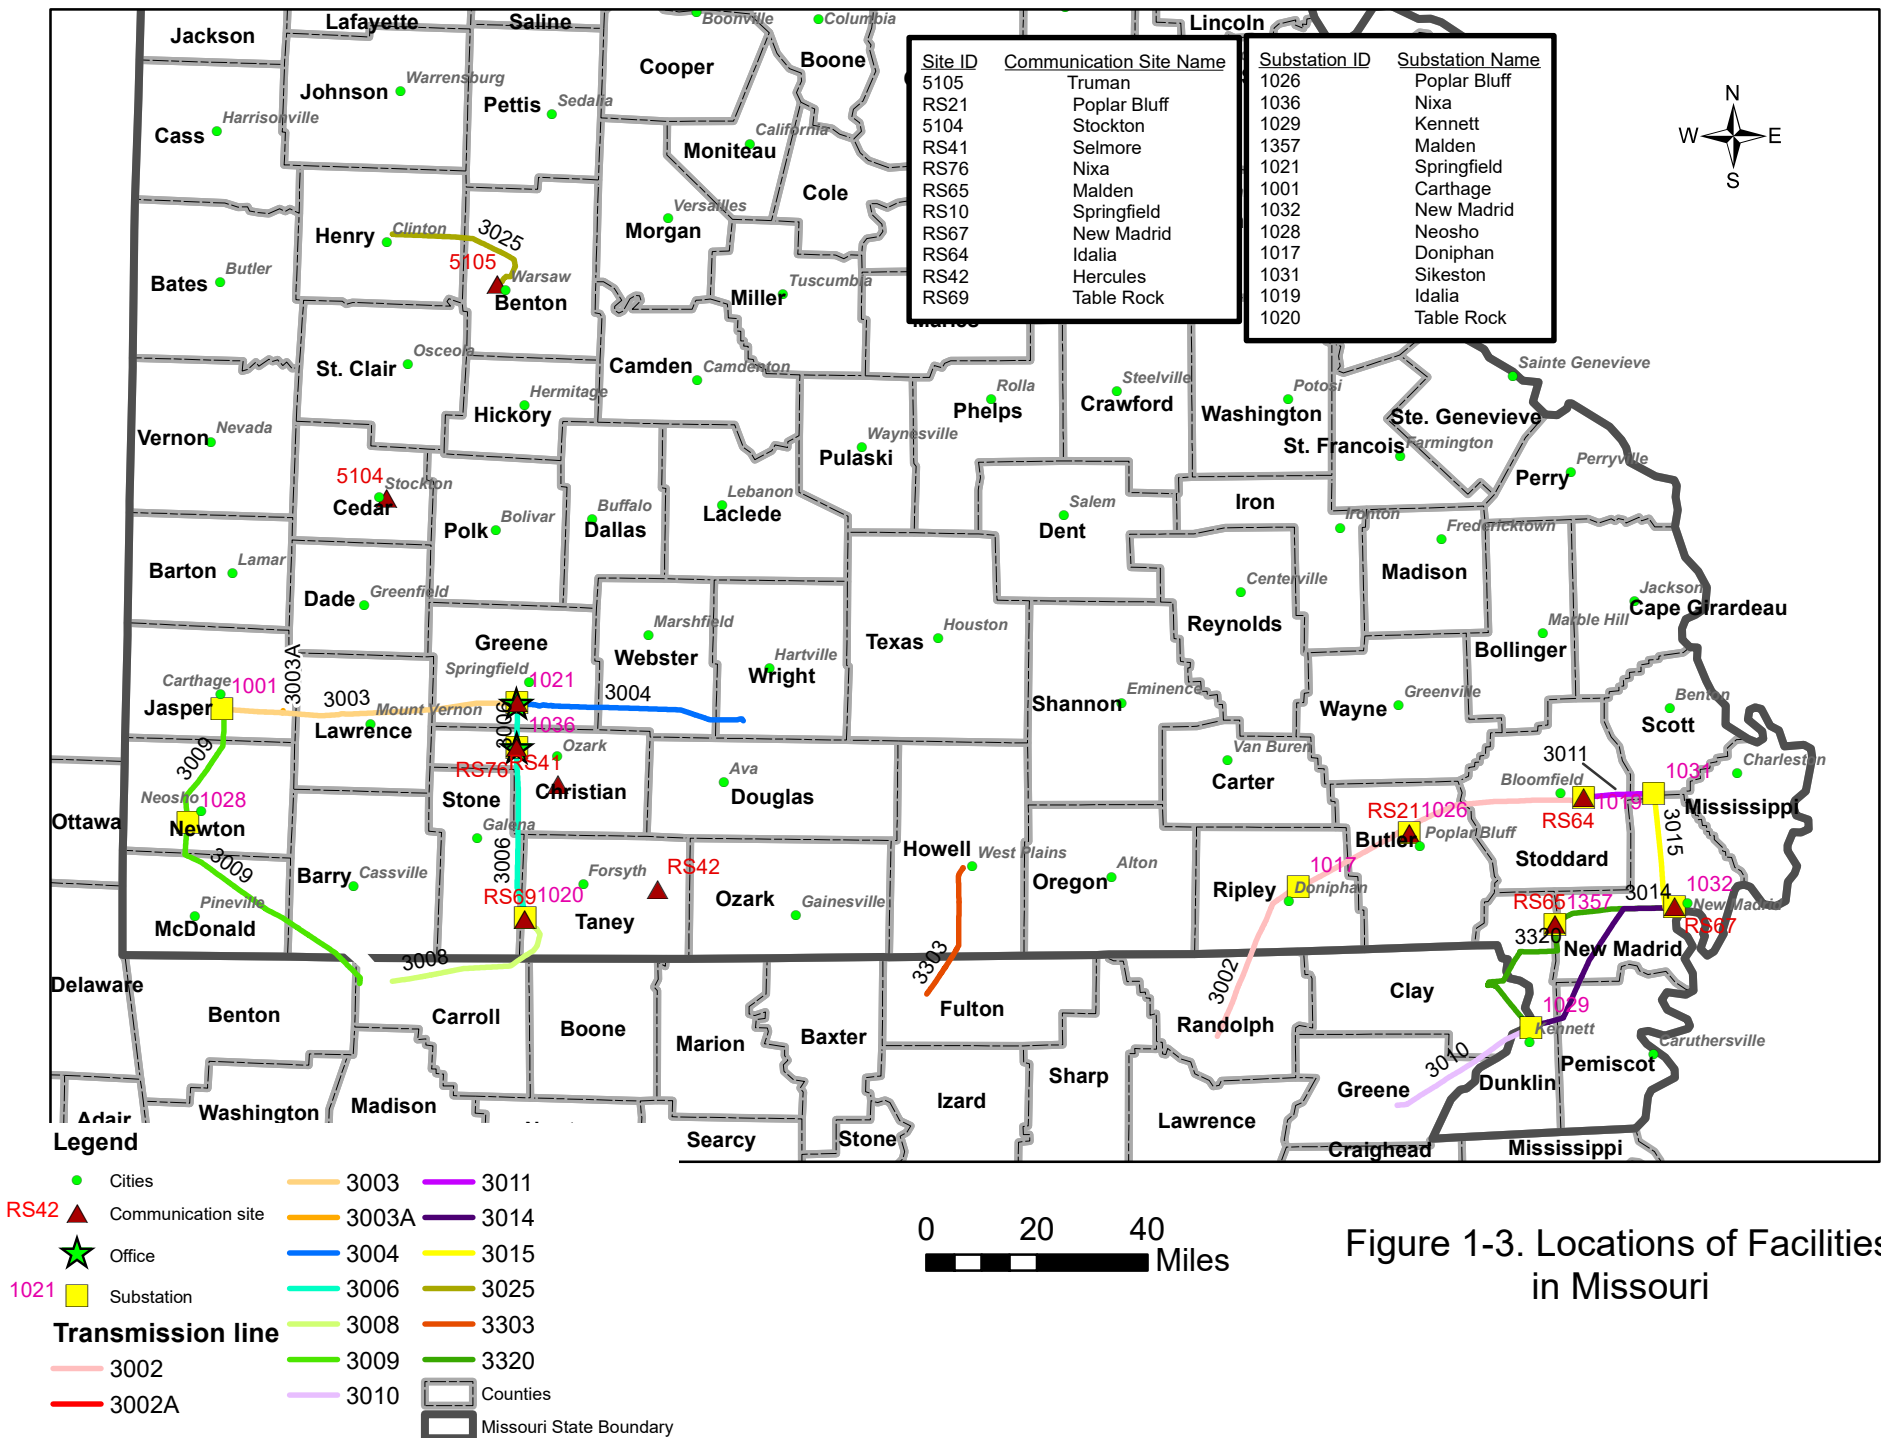 Lafayette
Saline
Boonville
Columbia
Lincoln
Jackson
Cooper
Boone
Johnson
Warrensburg
Pettis
Sedalia
Cass
Harrisonville
California
Moniteau
Cole
Versailles
Morgan
Henry
Clinton
3025
5105
Warsaw
Benton
Bates
Butler
Tuscumbia
Miller
Maries
Site ID Communication Site Name
5105 Truman
RS21 Poplar Bluff
5104 Stockton
RS41 Selmore
RS76 Nixa
RS65 Malden
RS10 Springfield
RS67 New Madrid
RS64 Idalia
RS42 Hercules
RS69 Table Rock
Substation ID Substation Name
1026 Poplar Bluff
1036 Nixa
1029 Kennett
1357 Malden
1021 Springfield
1001 Carthage
1032 New Madrid
1028 Neosho
1017 Doniphan
1031 Sikeston
1019 Idalia
1020 Table Rock
N
W E
S
St. Clair
Osceola
Camden
Camdenton
Hermitage
Hickory
Rolla
Phelps
Steelville
Crawford
Potosi
Washington
Sainte Genevieve
Ste. Genevieve
St. Francois
Farmington
Perryville
Perry
Vernon
Nevada
Waynesville
Pulaski
5104
Stockton
Cedar
Polk
Bolivar
Buffalo
Dallas
Lebanon
Laclede
Salem
Dent
Iron
Ironton
Fredericktown
Madison
Barton
Lamar
Dade
Greenfield
Centerville
Reynolds
Jackson
Cape Girardeau
Marble Hill
Bollinger
Greene
Springfield
1021
Marshfield
Webster
Hartville
Wright
Texas
Houston
3003A
Carthage
1001
Jasper
3003
Mount Vernon
Lawrence
3004
3006
1036
Ozark
Eminence
Shannon
Greenville
Wayne
Benton
Scott
Van Buren
Carter
3009
RS76
RS41
Christian
Ava
Douglas
3011
1031
Charleston
Bloomfield
1019
Mississippi
Neosho
1028
Newton
Stone
Galena
Ottawa
RS64
RS21
1026
Butler
Poplar Bluff
3015
Stoddard
3009
Barry
Cassville
3006
Forsyth
RS42
RS69
1020
Taney
Ozark
Gainesville
Howell
West Plains
Oregon
Alton
1017
Ripley
Doniphan
RS65
1357
3014
1032
New Madrid
RS67
Pineville
McDonald
3320
New Madrid
3008
3303
3002
Delaware
Benton
Carroll
Boone
Marion
Baxter
Fulton
Randolph
Clay
1029
Kennett
Caruthersville
Pemiscot
3010
Dunklin
Greene
Sharp
Izard
Lawrence
Adair
Washington
Madison
Searcy
Stone
Craighead
Mississippi
Legend
Cities
RS42 Communication site
Office
1021 Substation
Transmission line
3002
3002A
3003
3003A
3004
3006
3008
3009
3010
3011
3014
3015
3025
3303
3320
Counties
Missouri State Boundary
0 20 40
Miles
Figure 1-3. Locations of Facilities
in Missouri